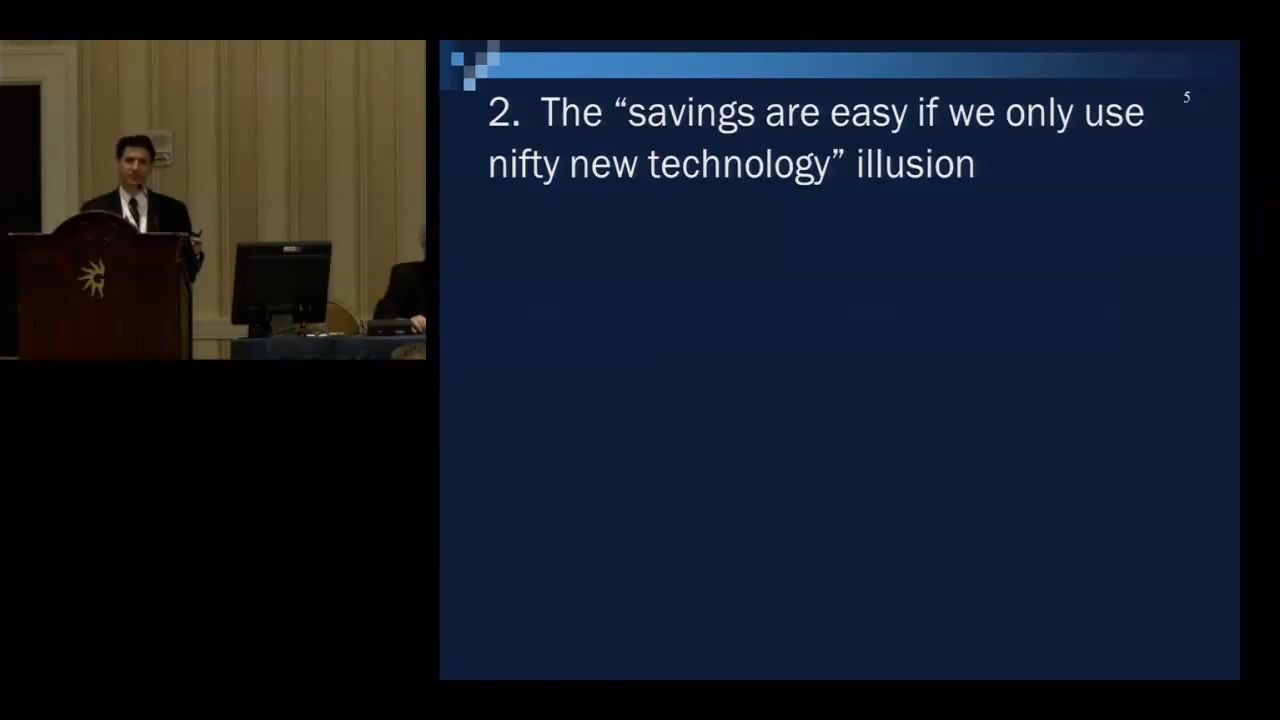 2. The “savings are easy if we only use
nifty new technology” illusion
5